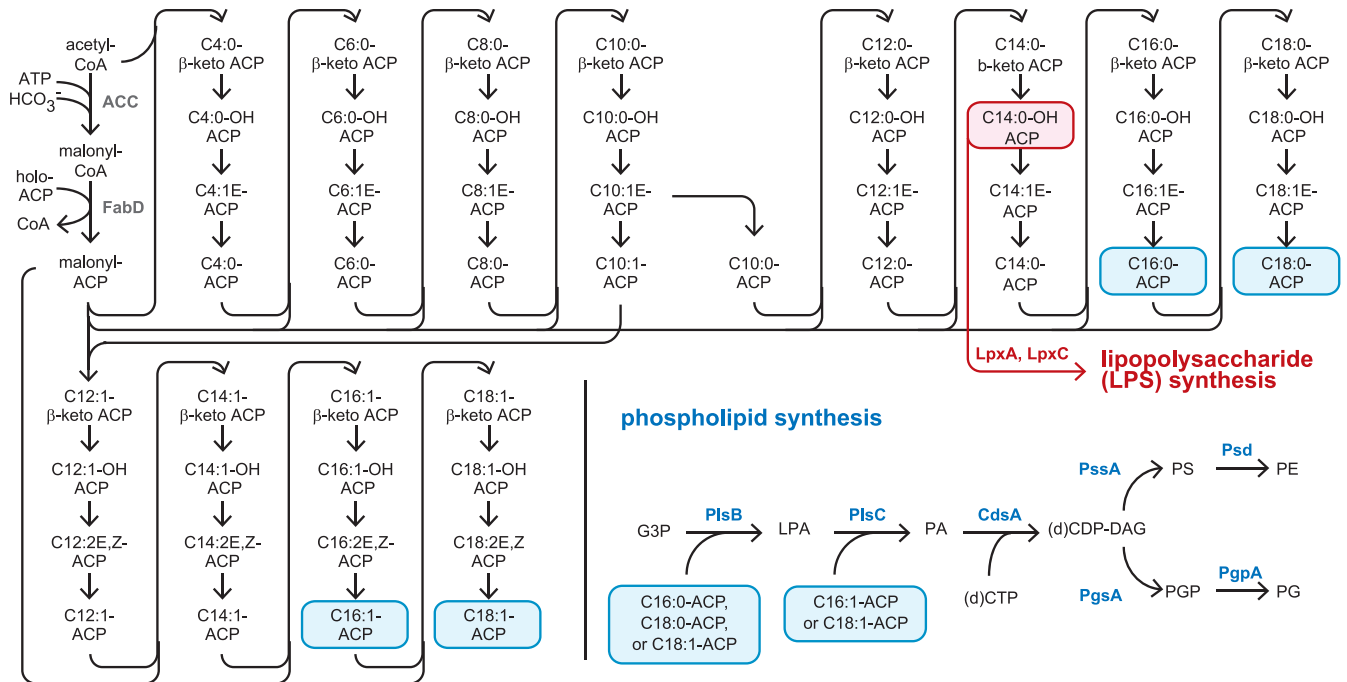 acetyl-
CoA
ATP
HCO3-
ACC
malonyl-
CoA
holo-
ACP
FabD
CoA
malonyl-
ACP
C4:0-
β-keto ACP
C4:0-OH
ACP
C4:1E-
ACP
C4:0-
ACP
C6:0-
β-keto ACP
C6:0-OH
ACP
C6:1E-
ACP
C6:0-
ACP
C8:0-
β-keto ACP
C8:0-OH
ACP
C8:1E-
ACP
C8:0-
ACP
C10:0-
β-keto ACP
C10:0-OH
ACP
C10:1E-
ACP
C10:1-
ACP
C10:0-
ACP
C12:0-
β-keto ACP
C12:0-OH
ACP
C12:1E-
ACP
C12:0-
ACP
C14:0-
b-keto ACP
C14:0-OH
ACP
C14:1E-
ACP
C14:0-
ACP
C16:0-
β-keto ACP
C16:0-OH
ACP
C16:1E-
ACP
C16:0-
ACP
C18:0-
β-keto ACP
C18:0-OH
ACP
C18:1E-
ACP
C18:0-
ACP
LpxA, LpxC
lipopolysaccharide
(LPS) synthesis
C12:1-
β-keto ACP
C12:1-OH
ACP
C12:2E,Z-
ACP
C12:1-
ACP
C14:1-
β-keto ACP
C14:1-OH
ACP
C14:2E,Z-
ACP
C14:1-
ACP
C16:1-
β-keto ACP
C16:1-OH
ACP
C16:2E,Z-
ACP
C16:1-
ACP
C18:1-
β-keto ACP
C18:1-OH
ACP
C18:2E,Z
ACP
C18:1-
ACP
phospholipid synthesis
G3P
PlsB
LPA
PlsC
PA
CdsA
(d)CDP-DAG
PssA
PS
Psd
PE
PgsA
PGP
PgpA
PG
C16:0-ACP,
C18:0-ACP,
or C18:1-ACP
C16:1-ACP
or C18:1-ACP
(d)CTP